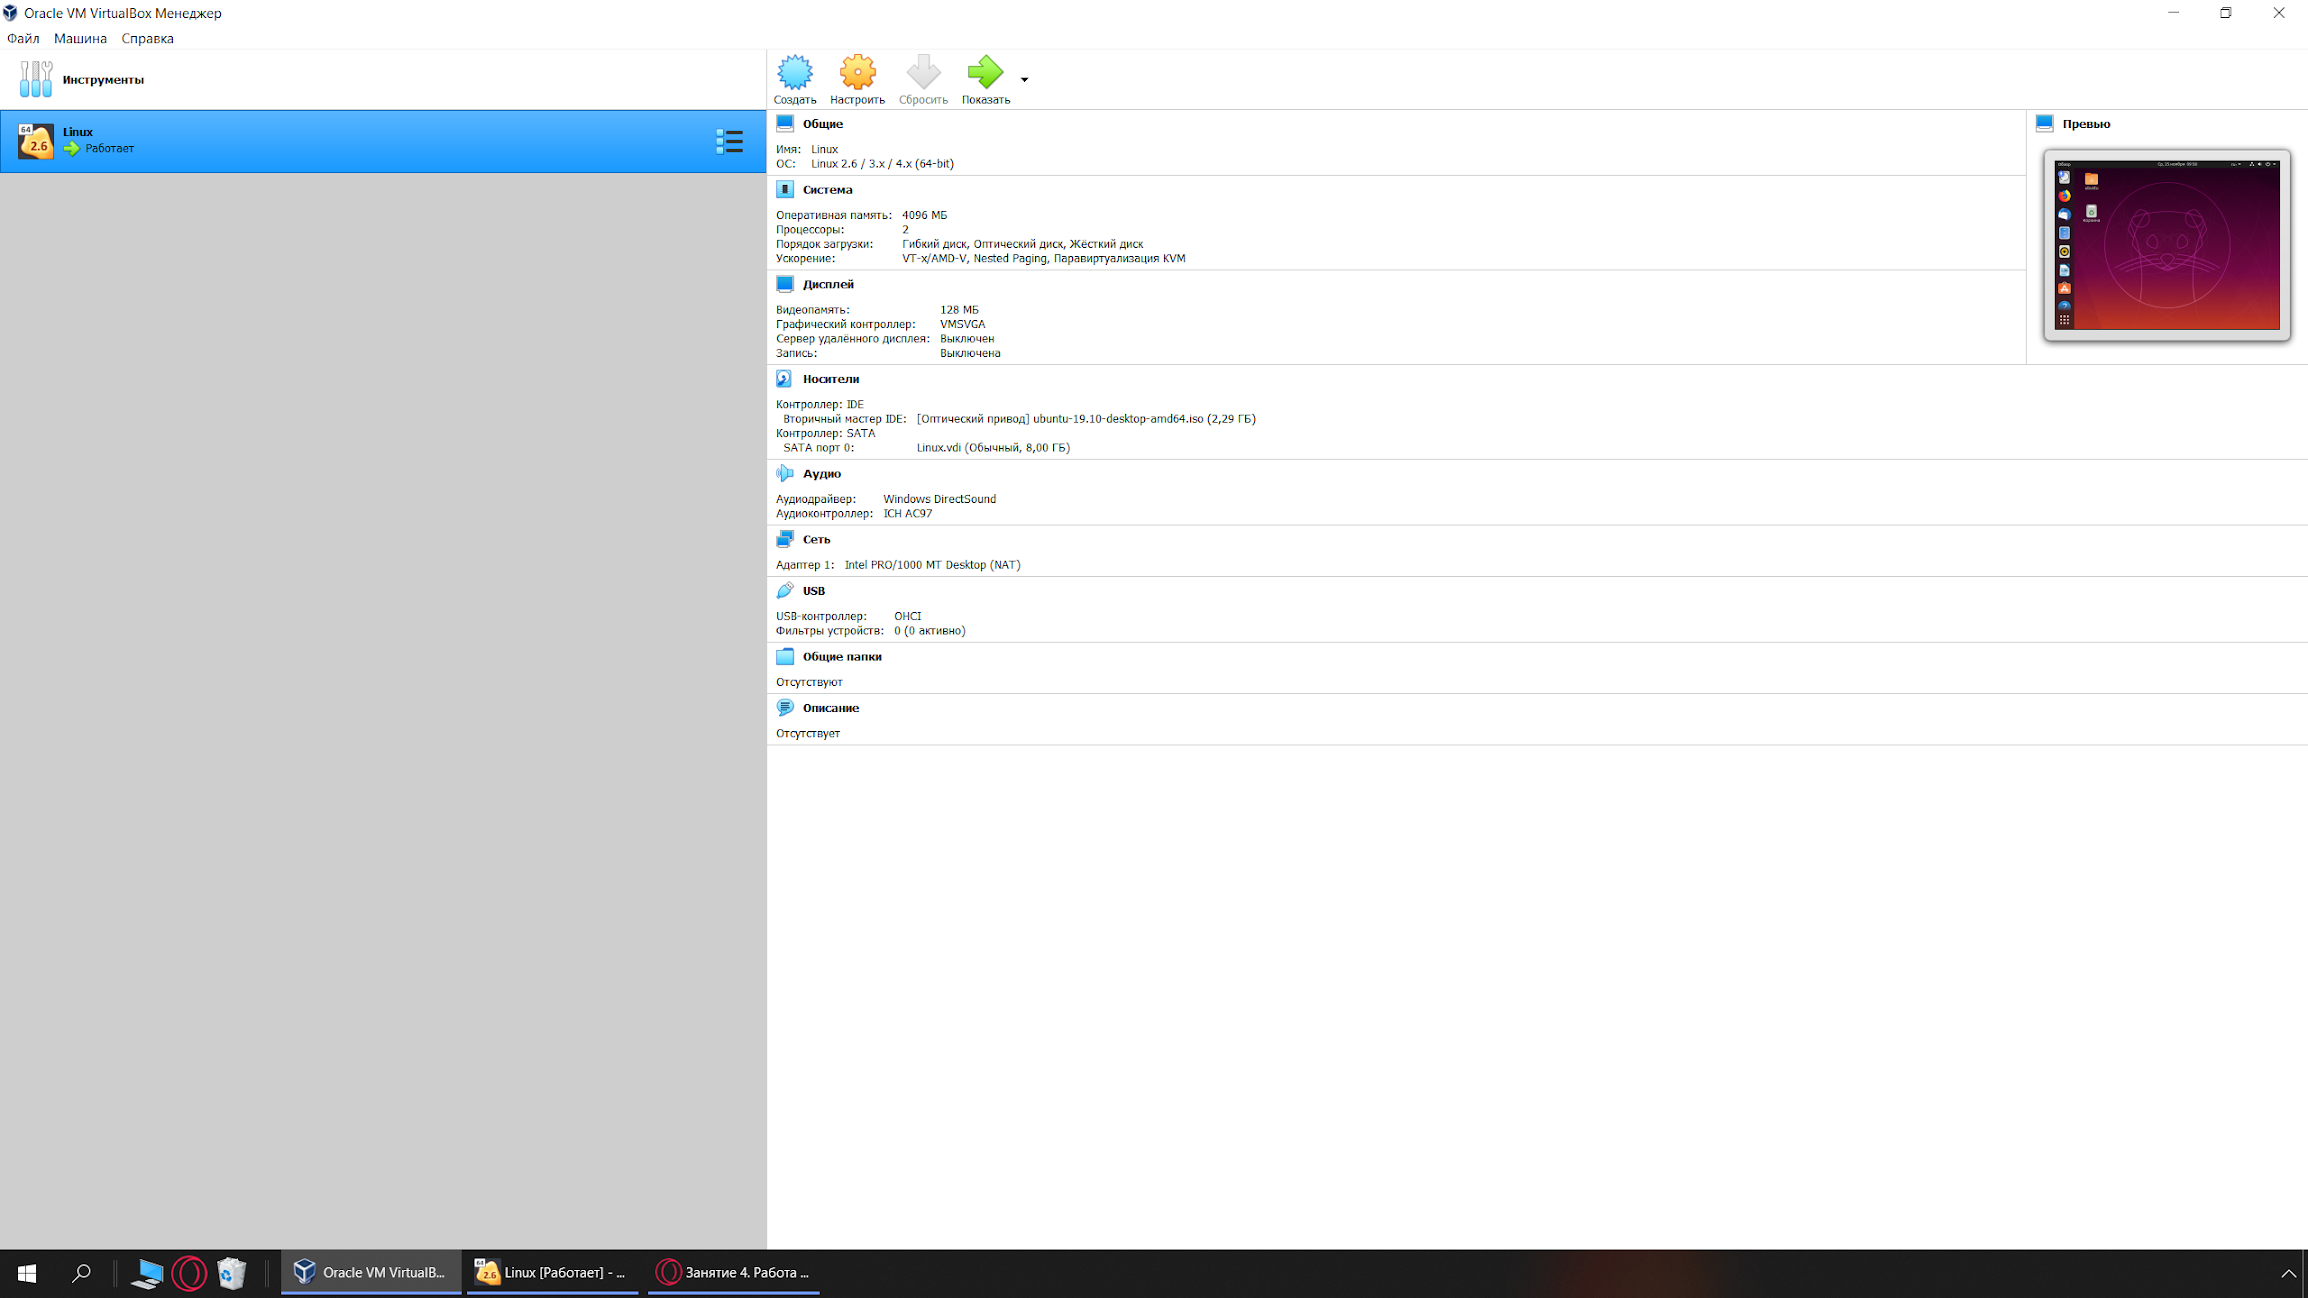 Oracle VM VirtualBox Менеджер
Файл Машина Справка
Инструменты
Создать Настроить Сбросить Показать
64
2.6
Linux
Работает
Общие
Имя: Linux
ОС: Linux 2.6 / 3.x / 4.x (64-bit)
Система
Оперативная память: 4096 МБ
Процессоры: 2
Порядок загрузки: Гибкий диск, Оптический диск, Жёсткий диск
Ускорение: VT-x/AMD-V, Nested Paging, Паравиртуализация KVM
Дисплей
Видеопамять: 128 МБ
Графический контроллер: VMSVGA
Сервер удалённого дисплея: Выключен
Запись: Выключена
Превью
Носители
Контроллер: IDE
Вторичный мастер IDE: [Оптический привод] ubuntu-19.10-desktop-amd64.iso (2,29 ГБ)
Контроллер: SATA
SATA порт 0: Linux.vdi (Обычный, 8,00 ГБ)
Аудио
Аудиодрайвер: Windows DirectSound
Аудиоконтроллер: ICH AC97
Сеть
Адаптер 1: Intel PRO/1000 MT Desktop (NAT)
USB
USB-контроллер: OHCI
Фильтры устройств: 0 (0 активно)
Общие папки
Отсутствуют
Описание
Отсутствует
Oracle VM VirtualB...
64
2.6
Linux [Работает] - ...
Занятие 4. Работа ...